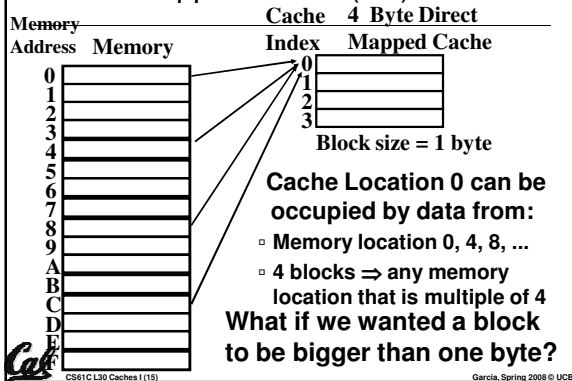 Memory
Address
Memory
0
1
2
3
4
5
6
7
8
9
A
B
C
D
E
F
Cache
Index
4 Byte Direct
Mapped Cache
0
1
2
3
Block size = 1 byte
Cache Location 0 can be
occupied by data from:
▫ Memory location 0, 4, 8, ...
▫ 4 blocks ⇒ any memory
location that is multiple of 4
What if we wanted a block
to be bigger than one byte?
Cal
CS61C L30 Caches I (15)
Garcia, Spring 2008 © UCB